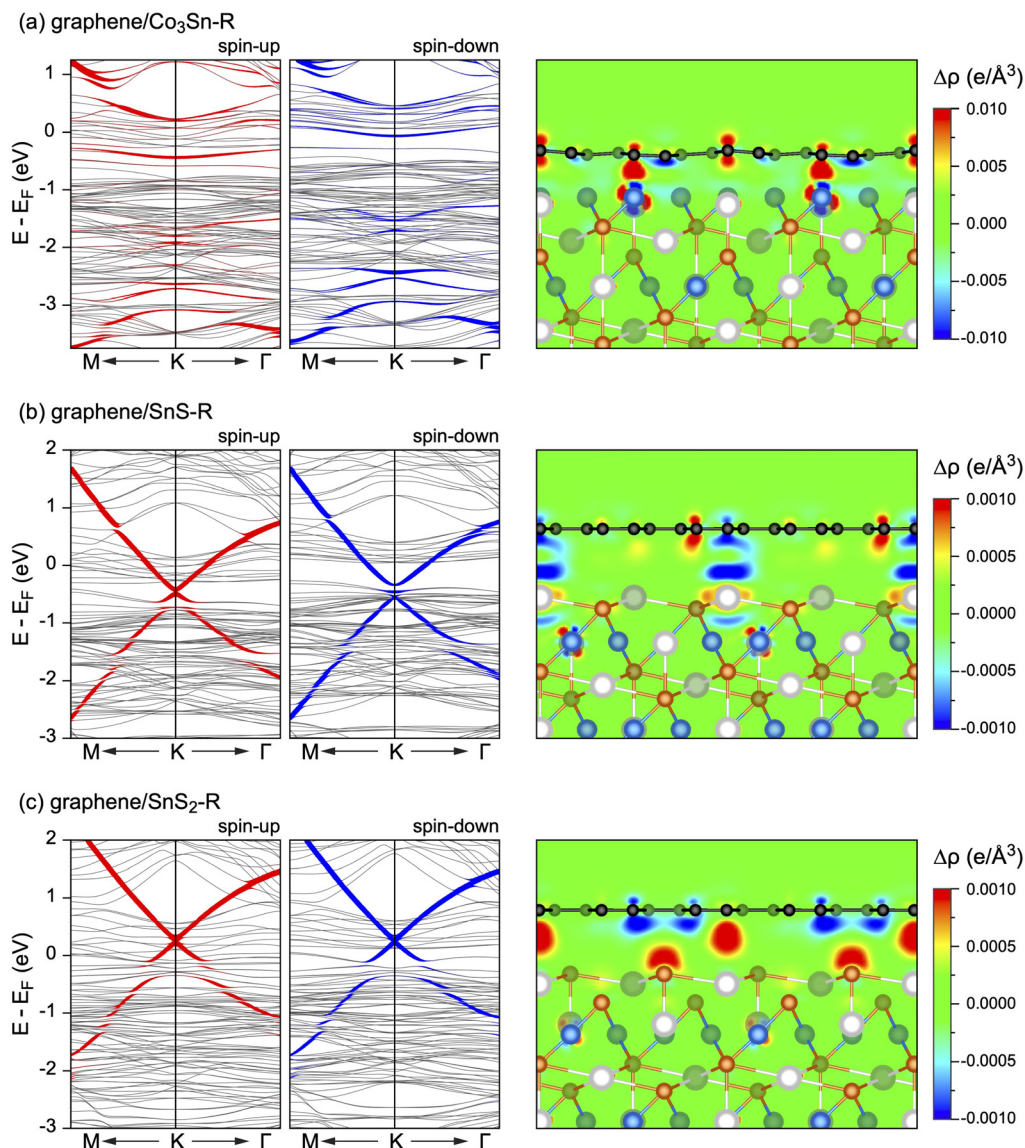 (a) graphene/Co₃Sn-R
spin-up
spin-down
E - E_F (eV)
1
0
-1
-2
-3
M K Γ
M K Γ
Δρ (e/Å³)
0.010
0.005
0.000
-0.005
-0.010
(b) graphene/SnS-R
spin-up
spin-down
E - E_F (eV)
2
1
0
-1
-2
-3
M K Γ
M K Γ
Δρ (e/Å³)
0.0010
0.0005
0.0000
-0.0005
-0.0010
(c) graphene/SnS₂-R
spin-up
spin-down
E - E_F (eV)
2
1
0
-1
-2
-3
M K Γ
M K Γ
Δρ (e/Å³)
0.0010
0.0005
0.0000
-0.0005
-0.0010